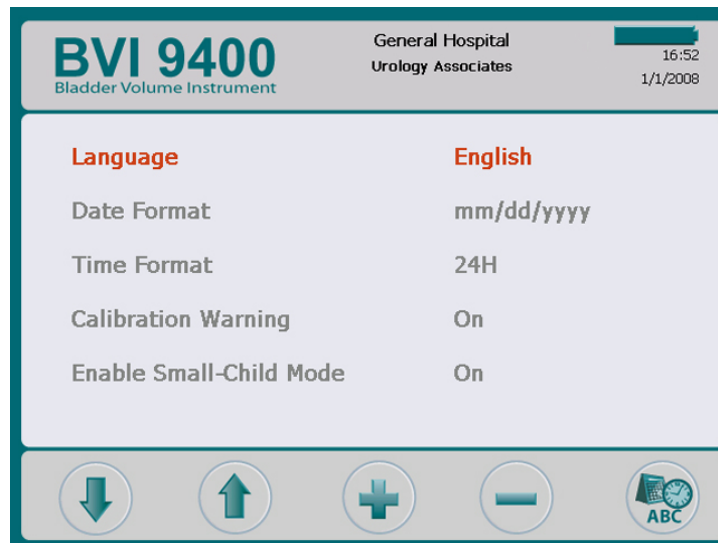 BVI 9400
Bladder Volume Instrument
General Hospital
Urology Associates
16:52
1/1/2008
Language English
Date Format mm/dd/yyyy
Time Format 24H
Calibration Warning On
Enable Small-Child Mode On
ABC